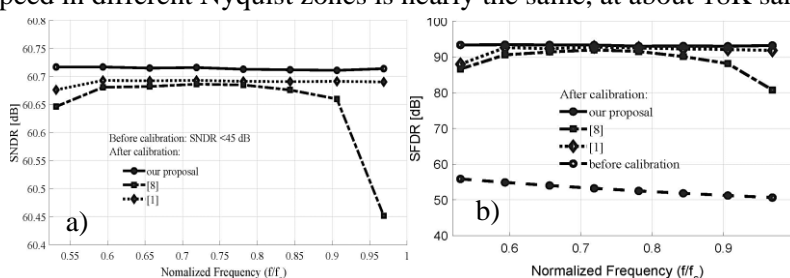 speed in different Nyquist zones is nearly the same, at about 18K sam
60.8
60.75
60.7
60.65
60.6
60.55
60.5
60.45
60.4
SNDR [dB]
Before calibration: SNDR <45 dB
After calibration:
our proposal
[8]
[1]
a)
0.55 0.6 0.65 0.7 0.75 0.8 0.85 0.9 0.95 1
Nomalized Frequency (f/fs)
100
90
80
70
60
50
40
SFDR [dB]
After calibration:
our proposal
[8]
[1]
before calibration
b)
0.6 0.7 0.8 0.9
Normalized Frequency (f/fs)